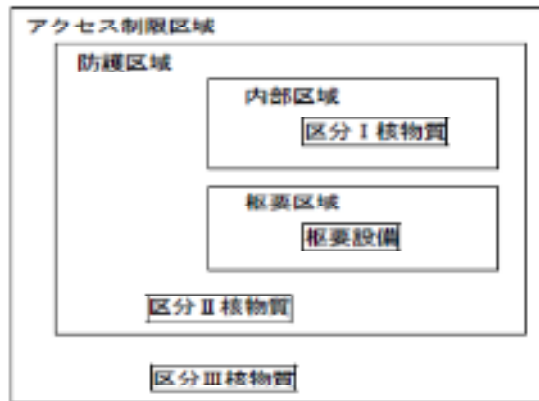 アクセス制限区域
防護区域
内部区域
区分Ⅰ核物質
枢要区域
枢要設備
区分Ⅱ核物質
区分Ⅲ核物質